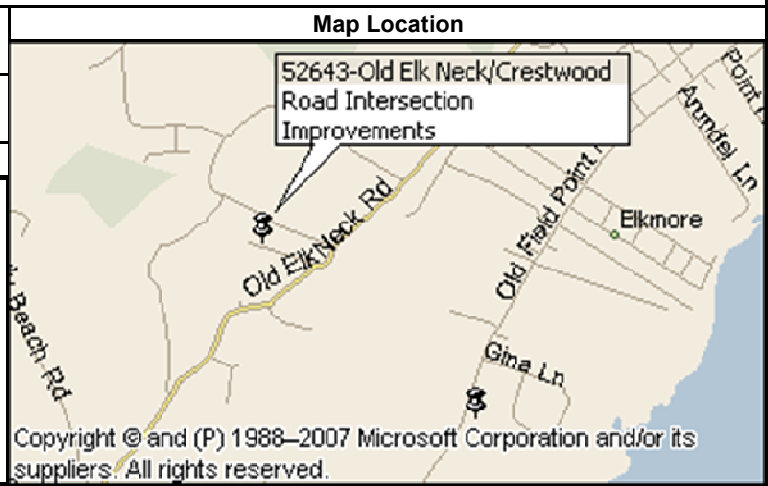 Map Location
52643-Old Elk Neck/Crestwood
Road Intersection
Improvements
Point
Arundel Ln
Old Field Point
Elkmore
Old Elk Neck Rd
Beach Rd
Gina Ln
Copyright © and (P) 1988–2007 Microsoft Corporation and/or its
suppliers. All rights reserved.